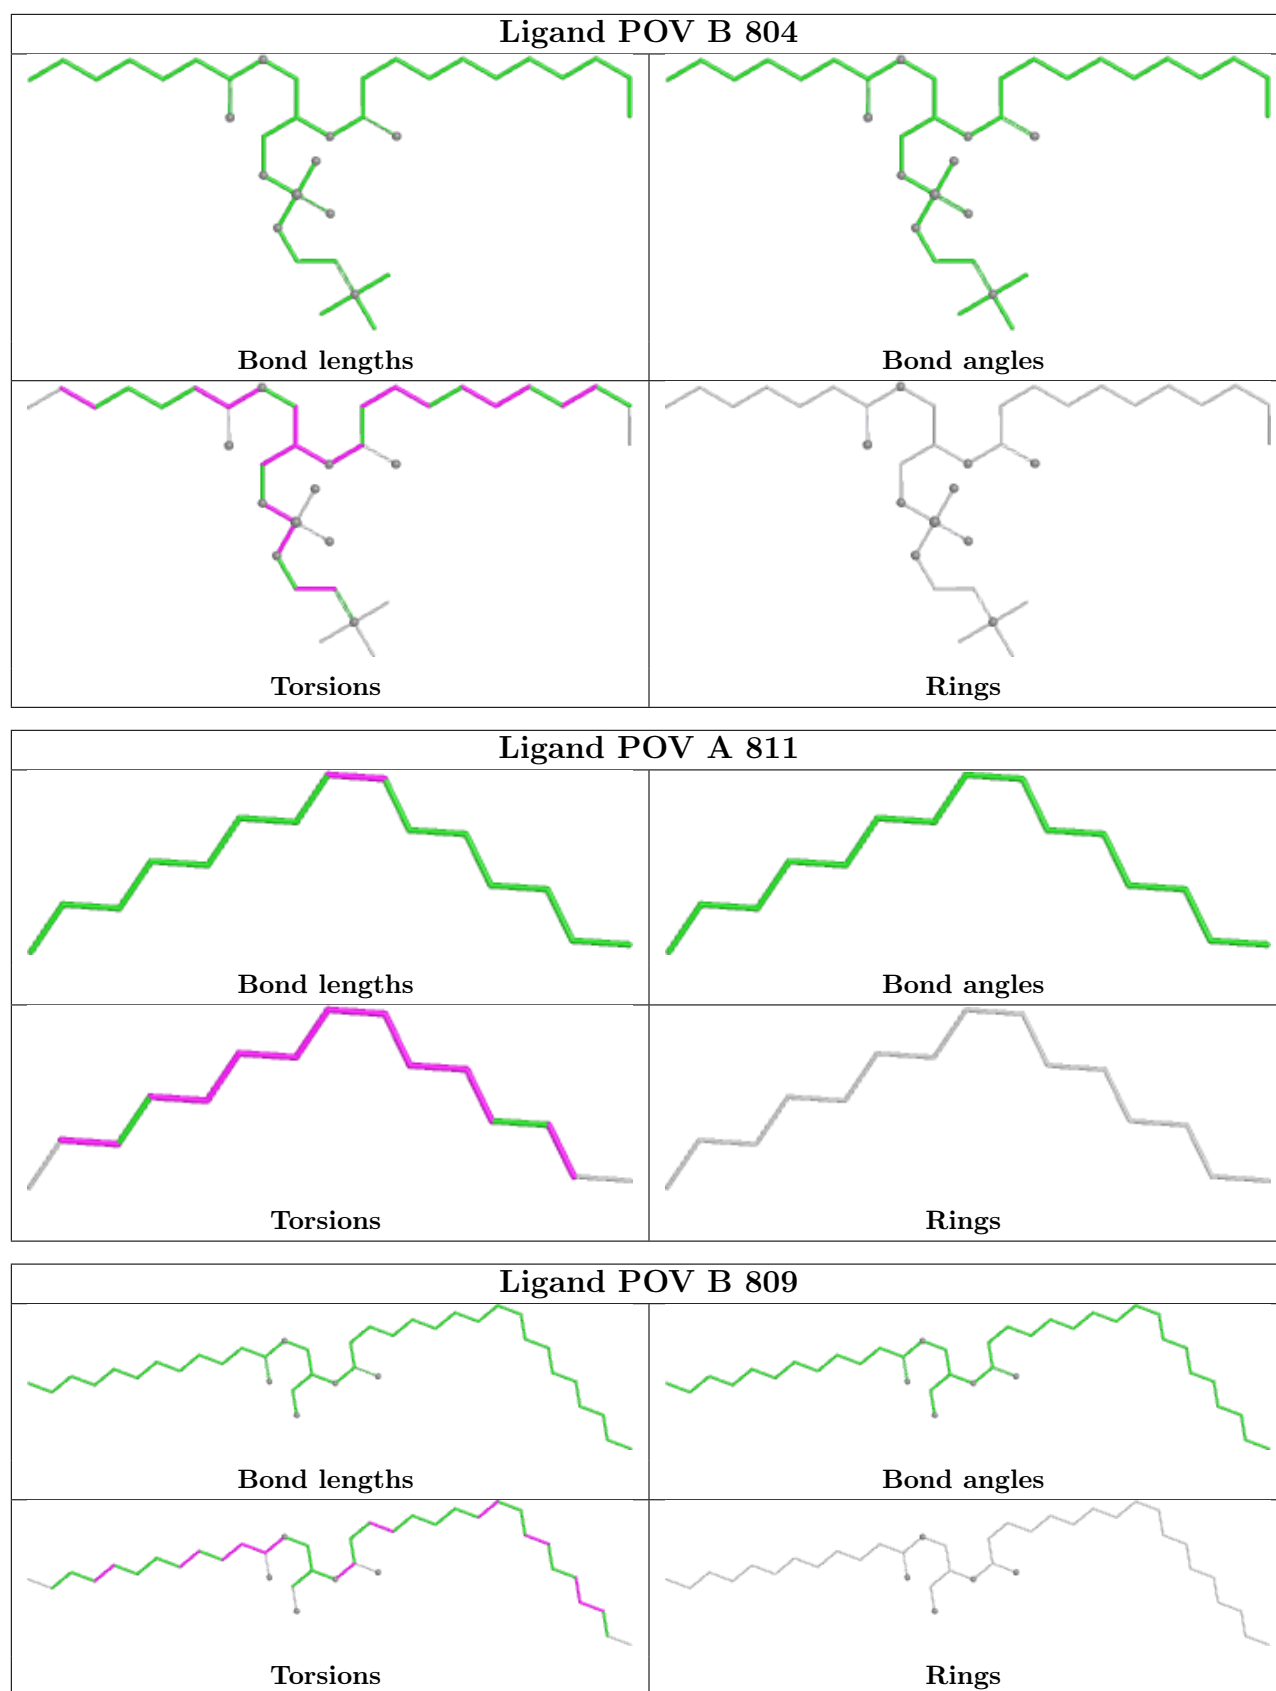 Ligand POV B 804
Bond lengths
Bond angles
Torsions
Rings
Ligand POV A 811
Bond lengths
Bond angles
Torsions
Rings
Ligand POV B 809
Bond lengths
Bond angles
Torsions
Rings